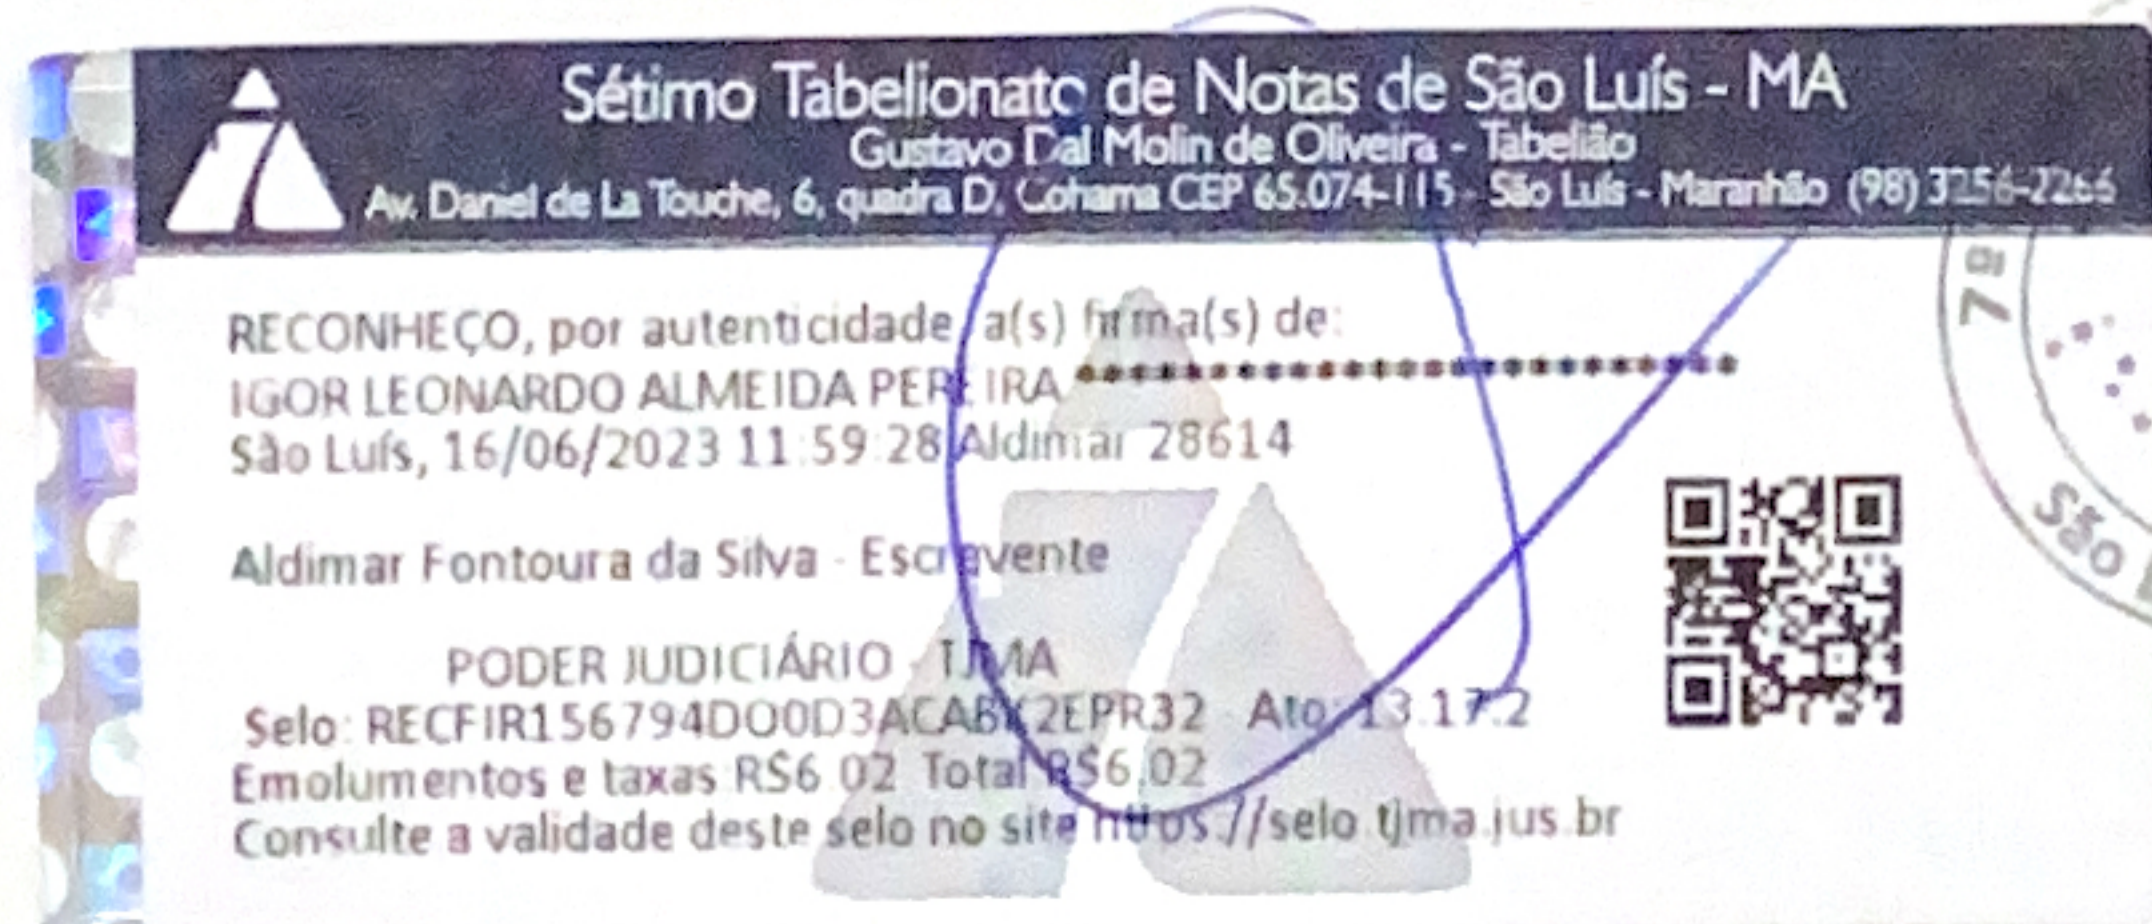 Sétimo Tabelionato de Notas de São Luís - MA
Gustavo Dal Molin de Oliveira - Tabelião
Av. Daniel de La Touche, 6, quadra D, Cohama CEP 65.074-115 - São Luís - Maranhão (98) 3256-2266
RECONHEÇO, por autenticidade, a(s) firma(s) de:
IGOR LEONARDO ALMEIDA PEREIRA
São Luís, 16/06/2023 11:59:28 Aldimar 28614
Aldimar Fontoura da Silva - Escrevente
PODER JUDICIÁRIO - TJMA
Selo: RECFIR156794DO0D3ACABX2EPR32 Ato: 13.17.2
Emolumentos e taxas R$6.02 Total R$6.02
Consulte a validade deste selo no site https://selo.tjma.jus.br
7º
São